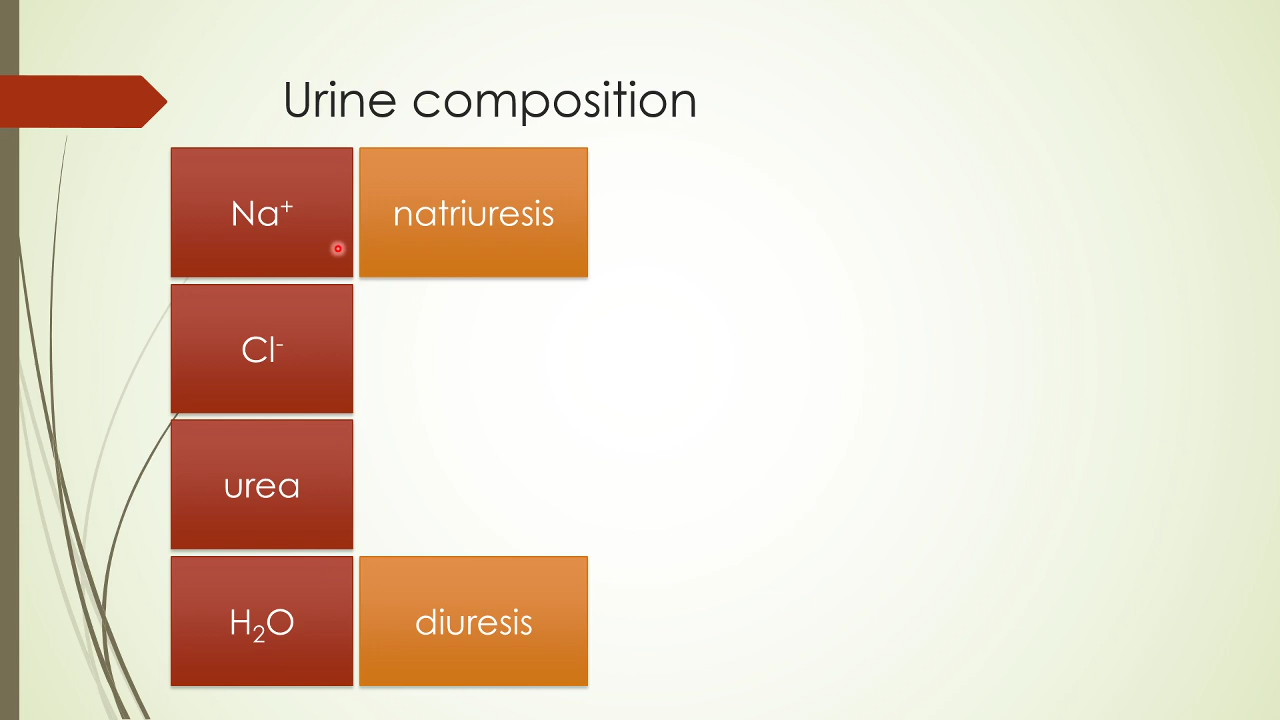 Urine composition
Na⁺ natriuresis
Cl⁻
urea
H₂O diuresis